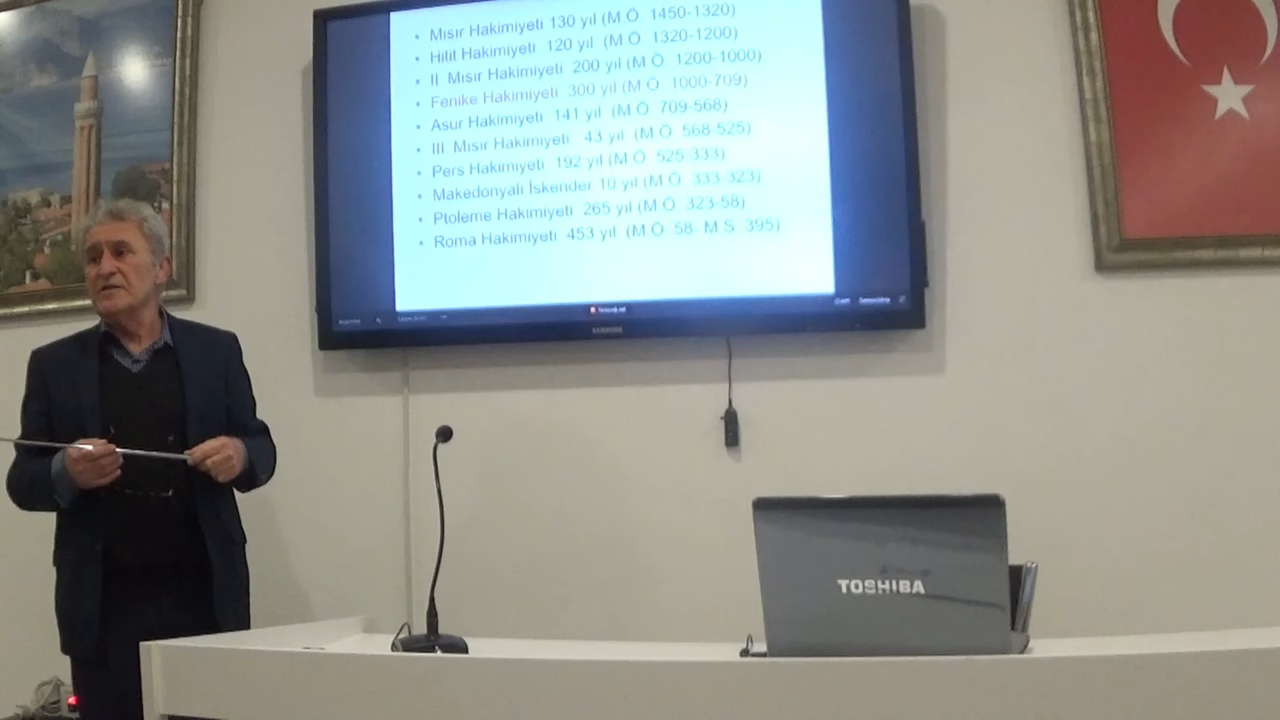 • Mısır Hakimiyeti 130 yıl (M.Ö. 1450-1320)
• Hitit Hakimiyeti 120 yıl (M.Ö. 1320-1200)
• II. Mısır Hakimiyeti 200 yıl (M.Ö. 1200-1000)
• Fenike Hakimiyeti 300 yıl (M.Ö. 1000-709)
• Asur Hakimiyeti 141 yıl (M.Ö. 709-568)
• III. Mısır Hakimiyeti 43 yıl (M.Ö. 568-525)
• Pers Hakimiyeti 192 yıl (M.Ö. 525-333)
• Makedonyalı İskender 10 yıl (M.Ö. 333-323)
• Ptoleme Hakimiyeti 265 yıl (M.Ö. 323-58)
• Roma Hakimiyeti 453 yıl (M.Ö. 58- M.S. 395)
SAMSUNG
TOSHIBA